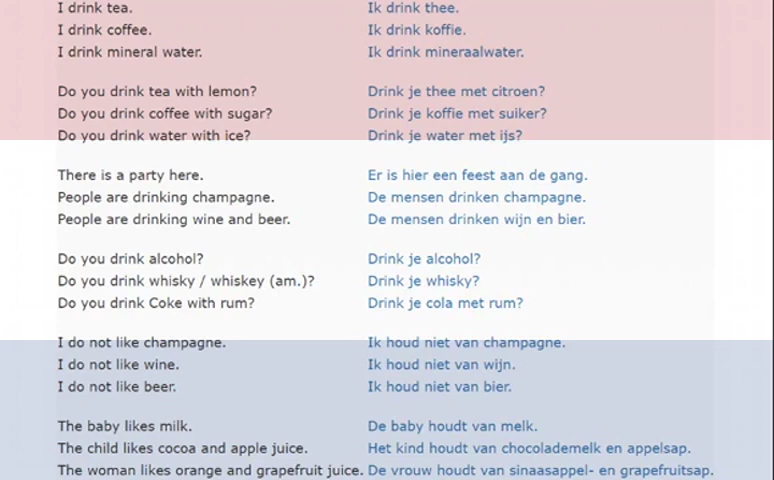 I drink tea. Ik drink thee.
I drink coffee. Ik drink koffie.
I drink mineral water. Ik drink mineraalwater.
Do you drink tea with lemon? Drink je thee met citroen?
Do you drink coffee with sugar? Drink je koffie met suiker?
Do you drink water with ice? Drink je water met ijs?
There is a party here. Er is hier een feest aan de gang.
People are drinking champagne. De mensen drinken champagne.
People are drinking wine and beer. De mensen drinken wijn en bier.
Do you drink alcohol? Drink je alcohol?
Do you drink whisky / whiskey (am.)? Drink je whisky?
Do you drink Coke with rum? Drink je cola met rum?
I do not like champagne. Ik houd niet van champagne.
I do not like wine. Ik houd niet van wijn.
I do not like beer. Ik houd niet van bier.
The baby likes milk. De baby houdt van melk.
The child likes cocoa and apple juice. Het kind houdt van chocolademelk en appelsap.
The woman likes orange and grapefruit juice. De vrouw houdt van sinaasappel- en grapefruitsap.